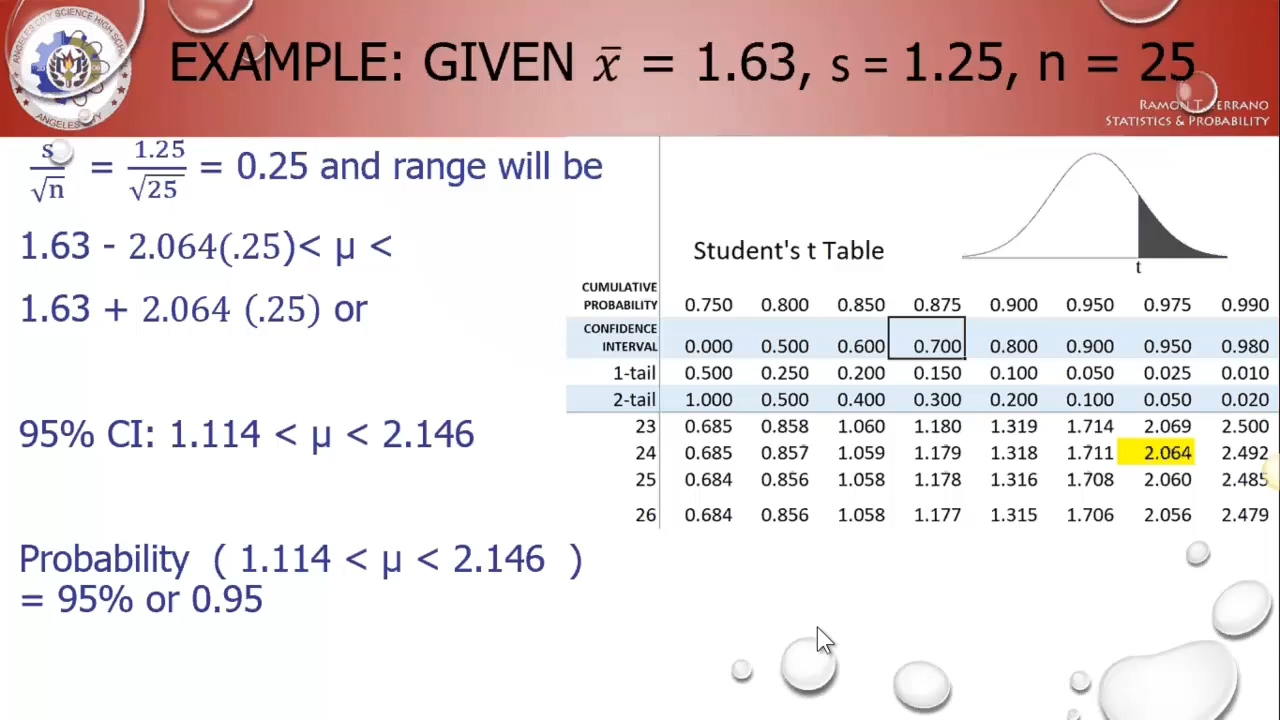 ANGELES CITY SCIENCE HIGH SCHOOL
ANGELES CITY
EXAMPLE: GIVEN x̄ = 1.63, s = 1.25, n = 25
STATISTICS & PROBABILITY
s/√n = 1.25/√25 = 0.25 and range will be
1.63 - 2.064(.25)< µ <
1.63 + 2.064 (.25) or
95% CI: 1.114 < µ < 2.146
Probability ( 1.114 < µ < 2.146 )
= 95% or 0.95
Student's t Table
t
CUMULATIVE
PROBABILITY 0.750 0.800 0.850 0.875 0.900 0.950 0.975 0.990
CONFIDENCE
INTERVAL 0.000 0.500 0.600 0.700 0.800 0.900 0.950 0.980
1-tail 0.500 0.250 0.200 0.150 0.100 0.050 0.025 0.010
2-tail 1.000 0.500 0.400 0.300 0.200 0.100 0.050 0.020
23 0.685 0.858 1.060 1.180 1.319 1.714 2.069 2.500
24 0.685 0.857 1.059 1.179 1.318 1.711 2.064 2.492
25 0.684 0.856 1.058 1.178 1.316 1.708 2.060 2.485
26 0.684 0.856 1.058 1.177 1.315 1.706 2.056 2.479